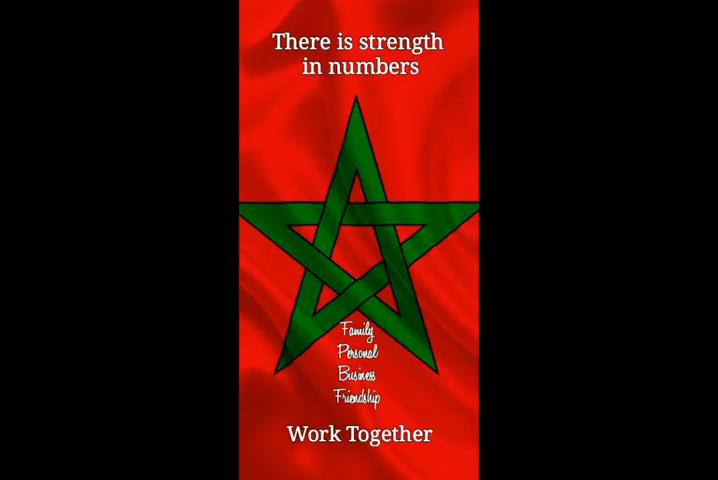 There is strength
in numbers
Family
Personal
Business
Friendship
Work Together